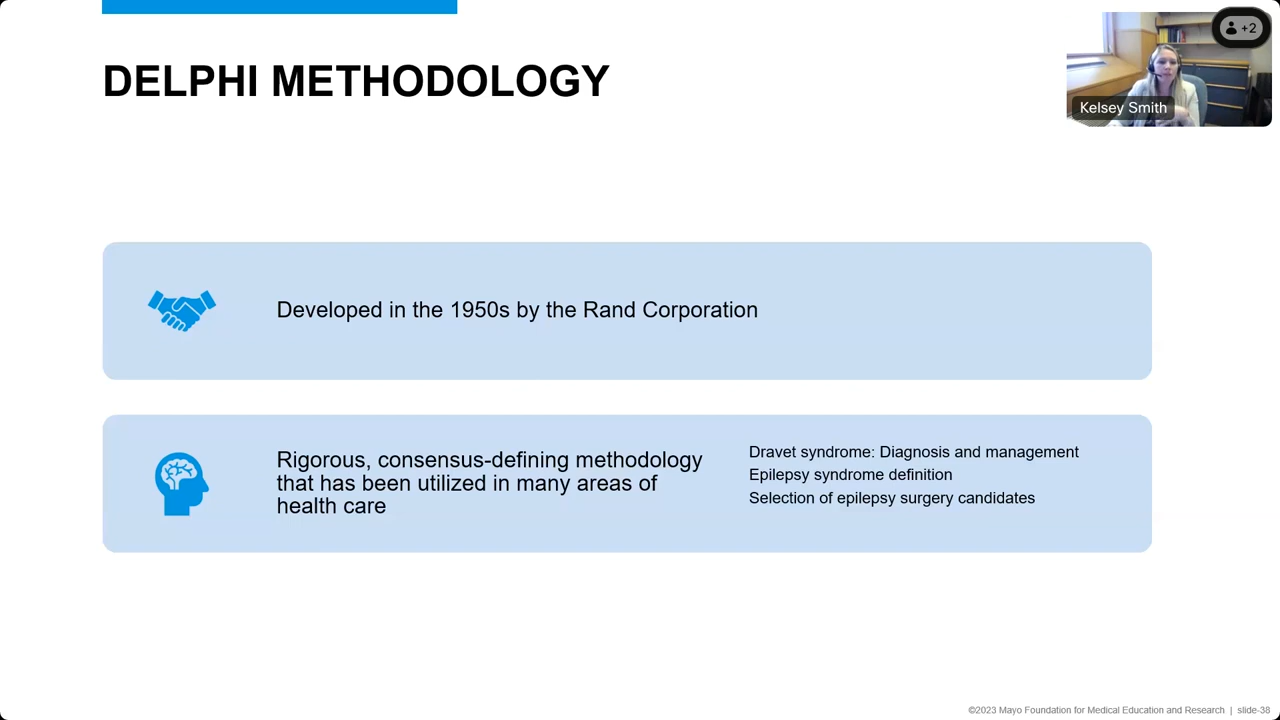 DELPHI METHODOLOGY
+2
Kelsey Smith
Developed in the 1950s by the Rand Corporation
Rigorous, consensus-defining methodology
that has been utilized in many areas of
health care
Dravet syndrome: Diagnosis and management
Epilepsy syndrome definition
Selection of epilepsy surgery candidates
©2023 Mayo Foundation for Medical Education and Research | slide-38